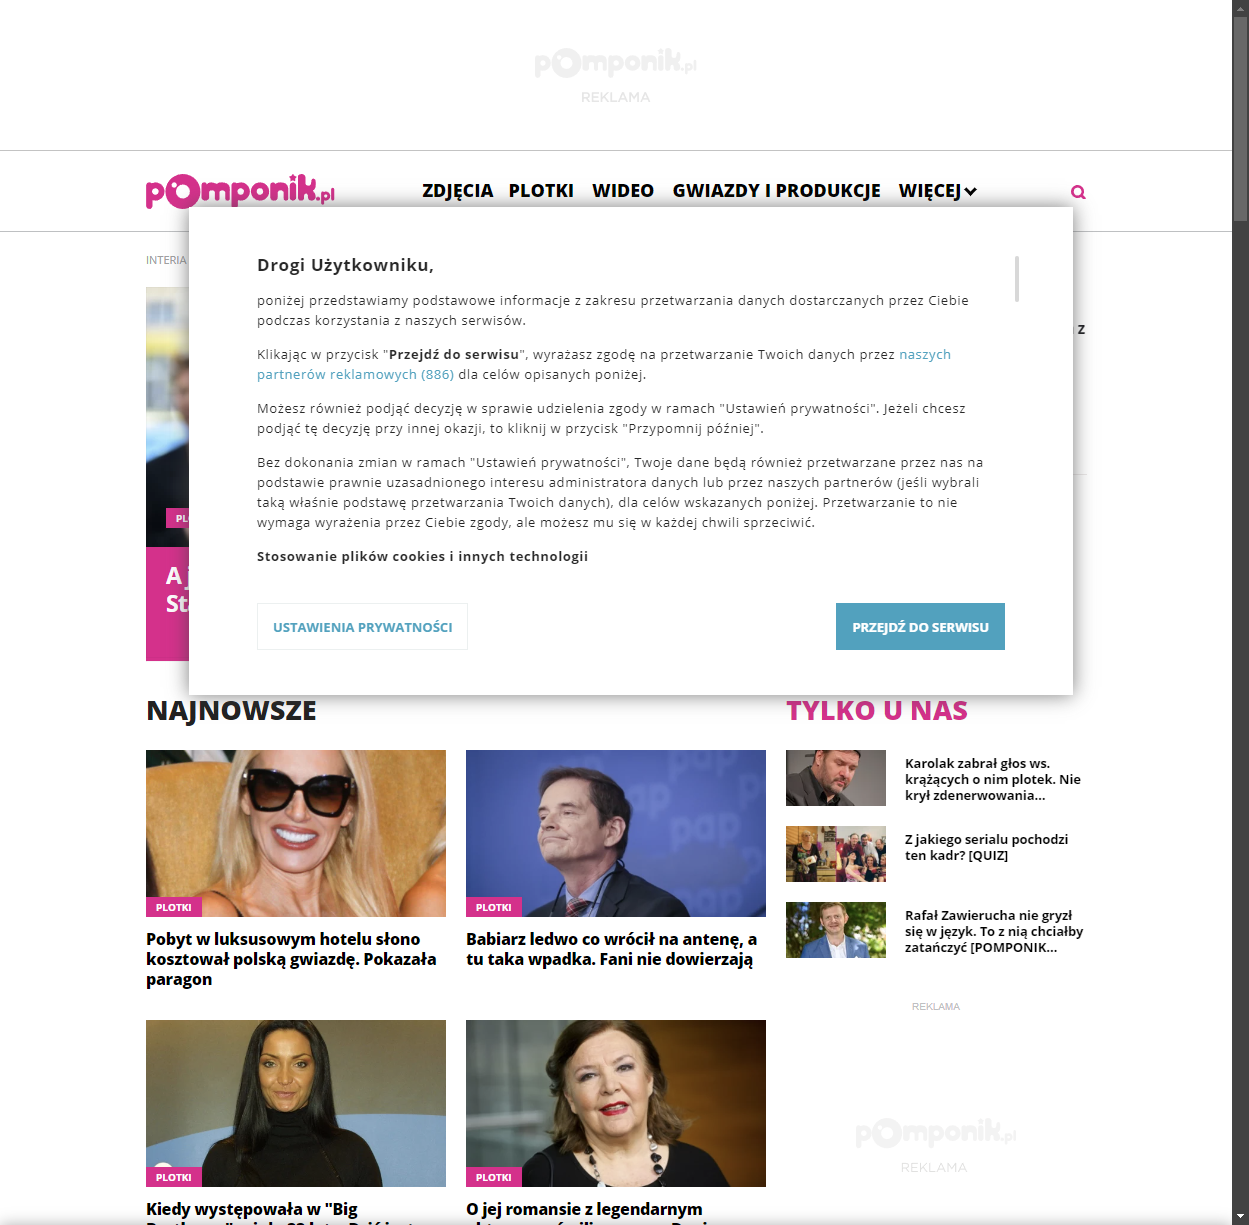 pomponik.pl
REKLAMA
pomponik.pl
ZDJĘCIA PLOTKI WIDEO GWIAZDY I PRODUKCJE WIĘCEJ
INTERIA
Drogi Użytkowniku,
poniżej przedstawiamy podstawowe informacje z zakresu przetwarzania danych dostarczanych przez Ciebie
podczas korzystania z naszych serwisów.
Klikając w przycisk "Przejdź do serwisu", wyrażasz zgodę na przetwarzanie Twoich danych przez naszych
partnerów reklamowych (886) dla celów opisanych poniżej.
Możesz również podjąć decyzję w sprawie udzielenia zgody w ramach "Ustawień prywatności". Jeżeli chcesz
podjąć tę decyzję przy innej okazji, to kliknij w przycisk "Przypomnij później".
Bez dokonania zmian w ramach "Ustawień prywatności", Twoje dane będą również przetwarzane przez nas na
podstawie prawnie uzasadnionego interesu administratora danych lub przez naszych partnerów (jeśli wybrali
taką właśnie podstawę przetwarzania Twoich danych), dla celów wskazanych poniżej. Przetwarzanie to nie
wymaga wyrażenia przez Ciebie zgody, ale możesz mu się w każdej chwili sprzeciwić.
Stosowanie plików cookies i innych technologii
USTAWIENIA PRYWATNOŚCI
PRZEJDŹ DO SERWISU
z
A
NAJNOWSZE
PLOTKI
Pobyt w luksusowym hotelu słono
kosztował polską gwiazdę. Pokazała
paragon
pap
pap
PLOTKI
Babiarz ledwo co wrócił na antenę, a
tu taka wpadka. Fani nie dowierzają
PLOTKI
Kiedy występowała w "Big
PLOTKI
O jej romansie z legendarnym
TYLKO U NAS
Karolak zabrał głos ws.
krążących o nim plotek. Nie
krył zdenerwowania...
Z jakiego serialu pochodzi
ten kadr? [QUIZ]
Rafał Zawierucha nie gryzł
się w język. To z nią chciałby
zatańczyć [POMPONIK...
REKLAMA
pomponik.pl
REKLAMA